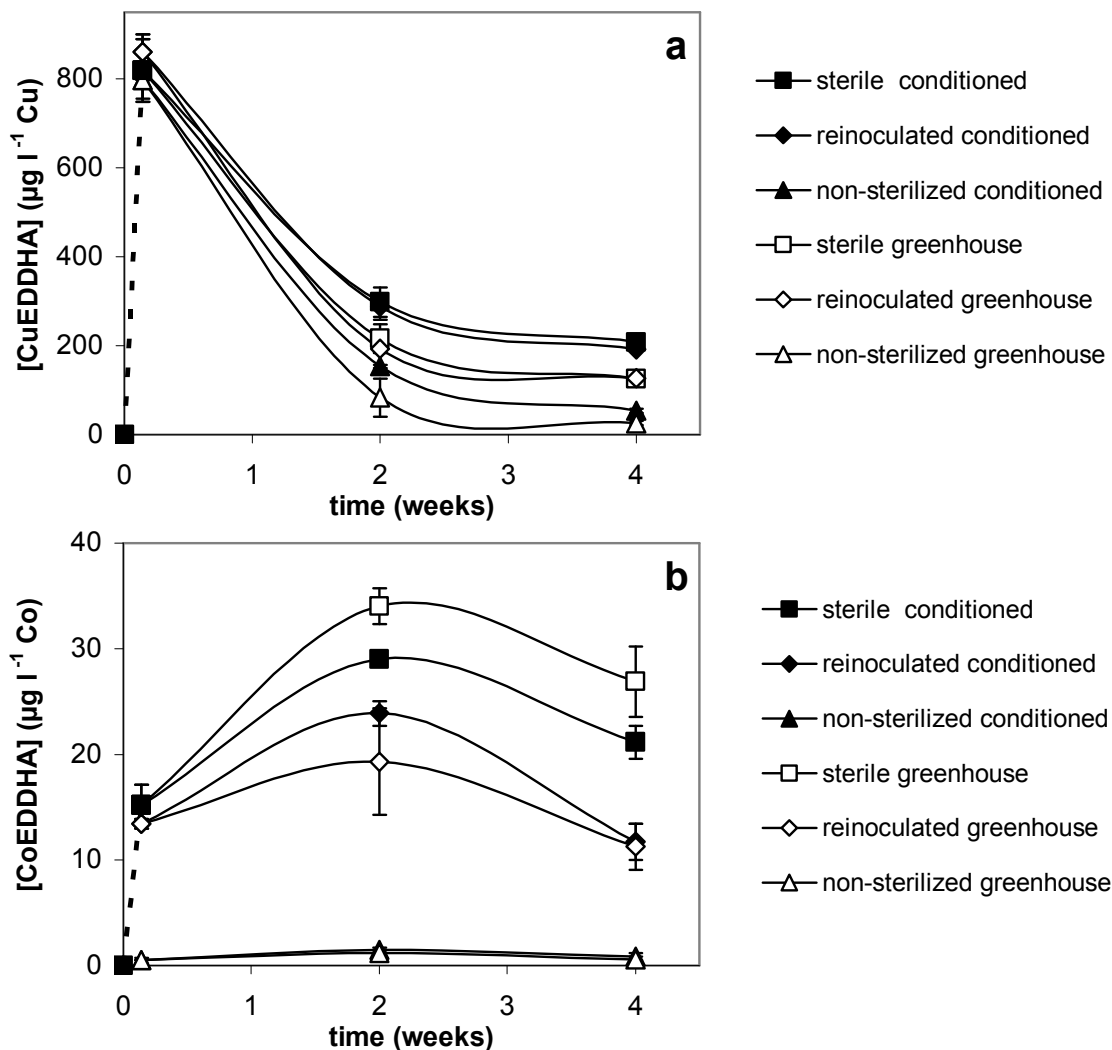 a
[CuEDDHA] (µg l⁻¹ Cu)
800
600
400
200
0
0 1 2 3 4
time (weeks)
sterile conditioned
reinoculated conditioned
non-sterilized conditioned
sterile greenhouse
reinoculated greenhouse
non-sterilized greenhouse
b
[CoEDDHA] (µg l⁻¹ Co)
40
30
20
10
0
0 1 2 3 4
time (weeks)
sterile conditioned
reinoculated conditioned
non-sterilized conditioned
sterile greenhouse
reinoculated greenhouse
non-sterilized greenhouse